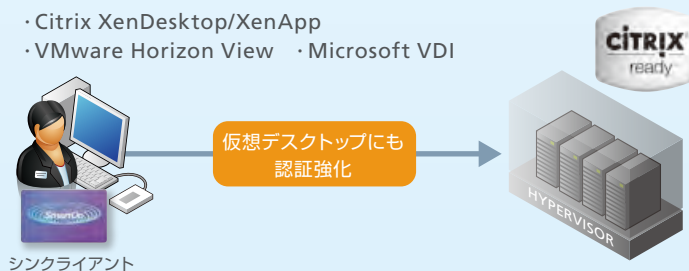 ・Citrix XenDesktop/XenApp
・VMware Horizon View ・Microsoft VDI
CITRIX
ready
仮想デスクトップにも
認証強化
HYPERVISOR
SmartOn
シンクライアント